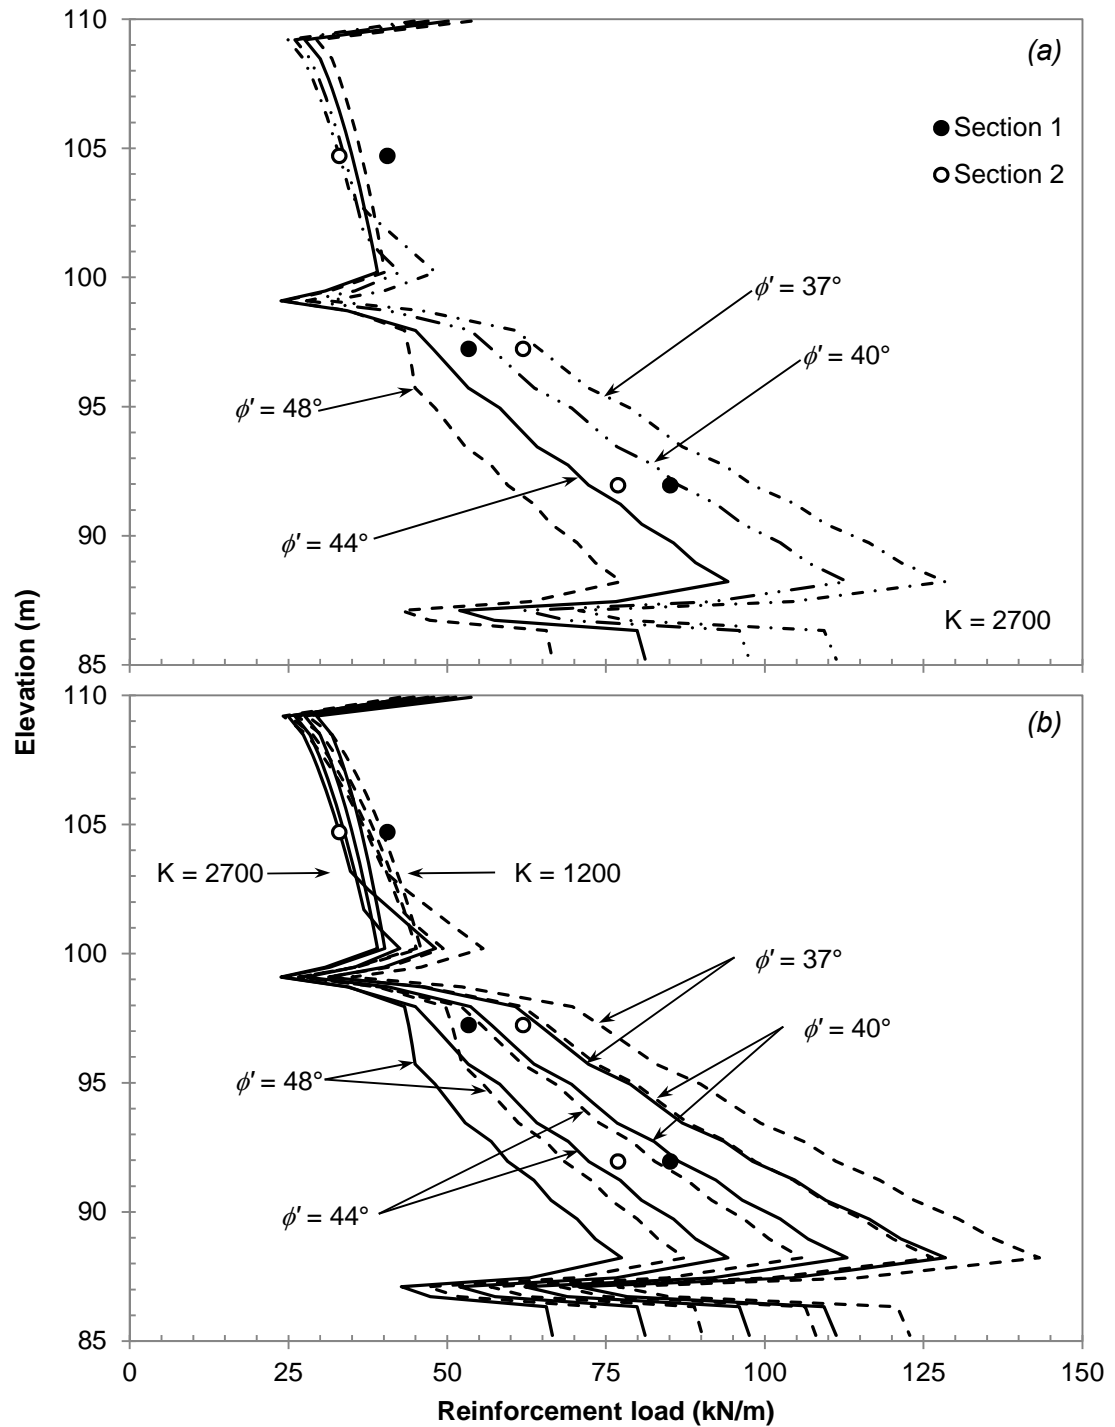 110
(a)
Section 1
105
Section 2
100
ϕ′ = 37°
ϕ′ = 40°
95
ϕ′ = 48°
90
ϕ′ = 44°
K = 2700
85
Elevation (m)
110
(b)
105
K = 2700
K = 1200
100
ϕ′ = 37°
ϕ′ = 40°
95
ϕ′ = 48°
90
ϕ′ = 44°
85
0 25 50 75 100 125 150
Reinforcement load (kN/m)